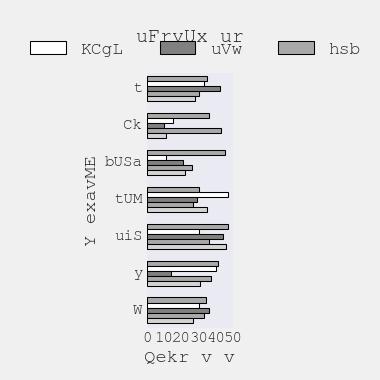 uFrvUx ur
KCgL uVw hsb
t
Ck
bUSa
tUM
uiS
y
W
Y exavME
0 10 20 30 40 50
Qekr v v